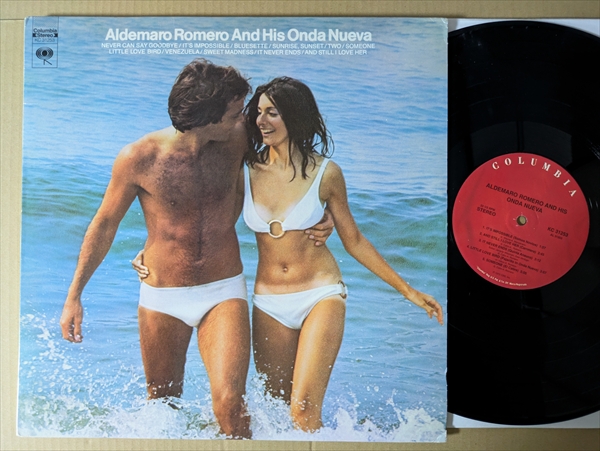 Columbia
Stereo
Aldemaro Romero And His Onda Nueva
NEVER CAN SAY GOODBYE / IT'S IMPOSSIBLE / BLUESETTE / SUNRISE, SUNSET / TWO / SOMEONE
LITTLE LOVE BIRD / VENEZUELA / SWEET MADNESS / IT NEVER ENDS / AND STILL I LOVE HER
COLUMBIA
ALDEMARO ROMERO AND HIS
ONDA NUEVA
STEREO